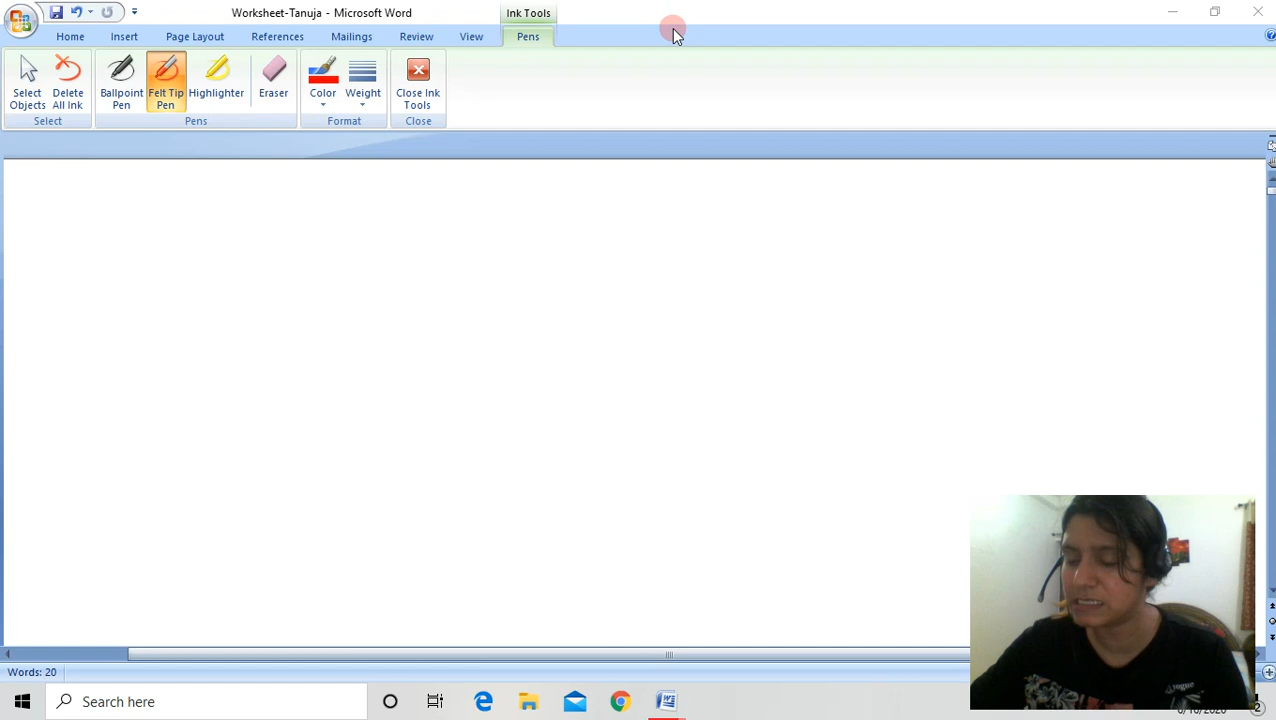 Worksheet-Tanuja - Microsoft Word
Ink Tools
Home Insert Page Layout References Mailings Review View Pens
Select Objects
Delete All Ink
Ballpoint Pen
Felt Tip Pen
Highlighter
Eraser
Color
Weight
Close Ink Tools
Select Pens Format Close
Words: 20
Search here